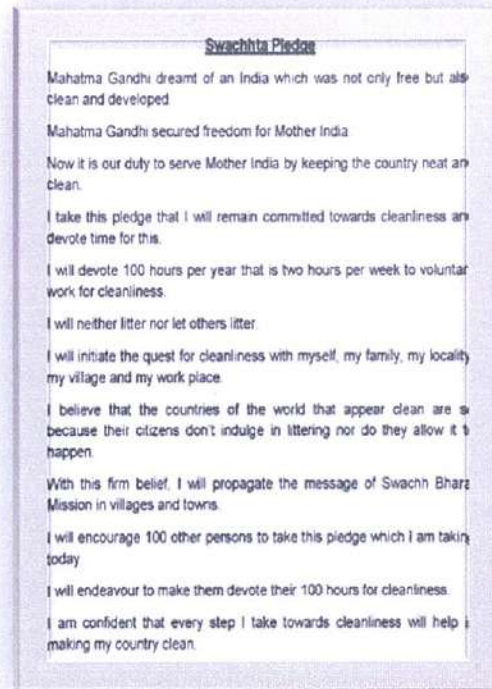 Swachhta Pledge
Mahatma Gandhi dreamt of an India which was not only free but als
clean and developed
Mahatma Gandhi secured freedom for Mother India.
Now it is our duty to serve Mother India by keeping the country neat an
clean.
I take this pledge that I will remain committed towards cleanliness an
devote time for this.
I will devote 100 hours per year that is two hours per week to voluntar
work for cleanliness.
I will neither litter nor let others litter.
I will initiate the quest for cleanliness with myself, my family, my locality
my village and my work place.
I believe that the countries of the world that appear clean are s
because their citizens don't indulge in littering nor do they allow it t
happen.
With this firm belief, I will propagate the message of Swachh Bhara
Mission in villages and towns.
I will encourage 100 other persons to take this pledge which I am takin
today
I will endeavour to make them devote their 100 hours for cleanliness.
I am confident that every step I take towards cleanliness will help i
making my country clean.